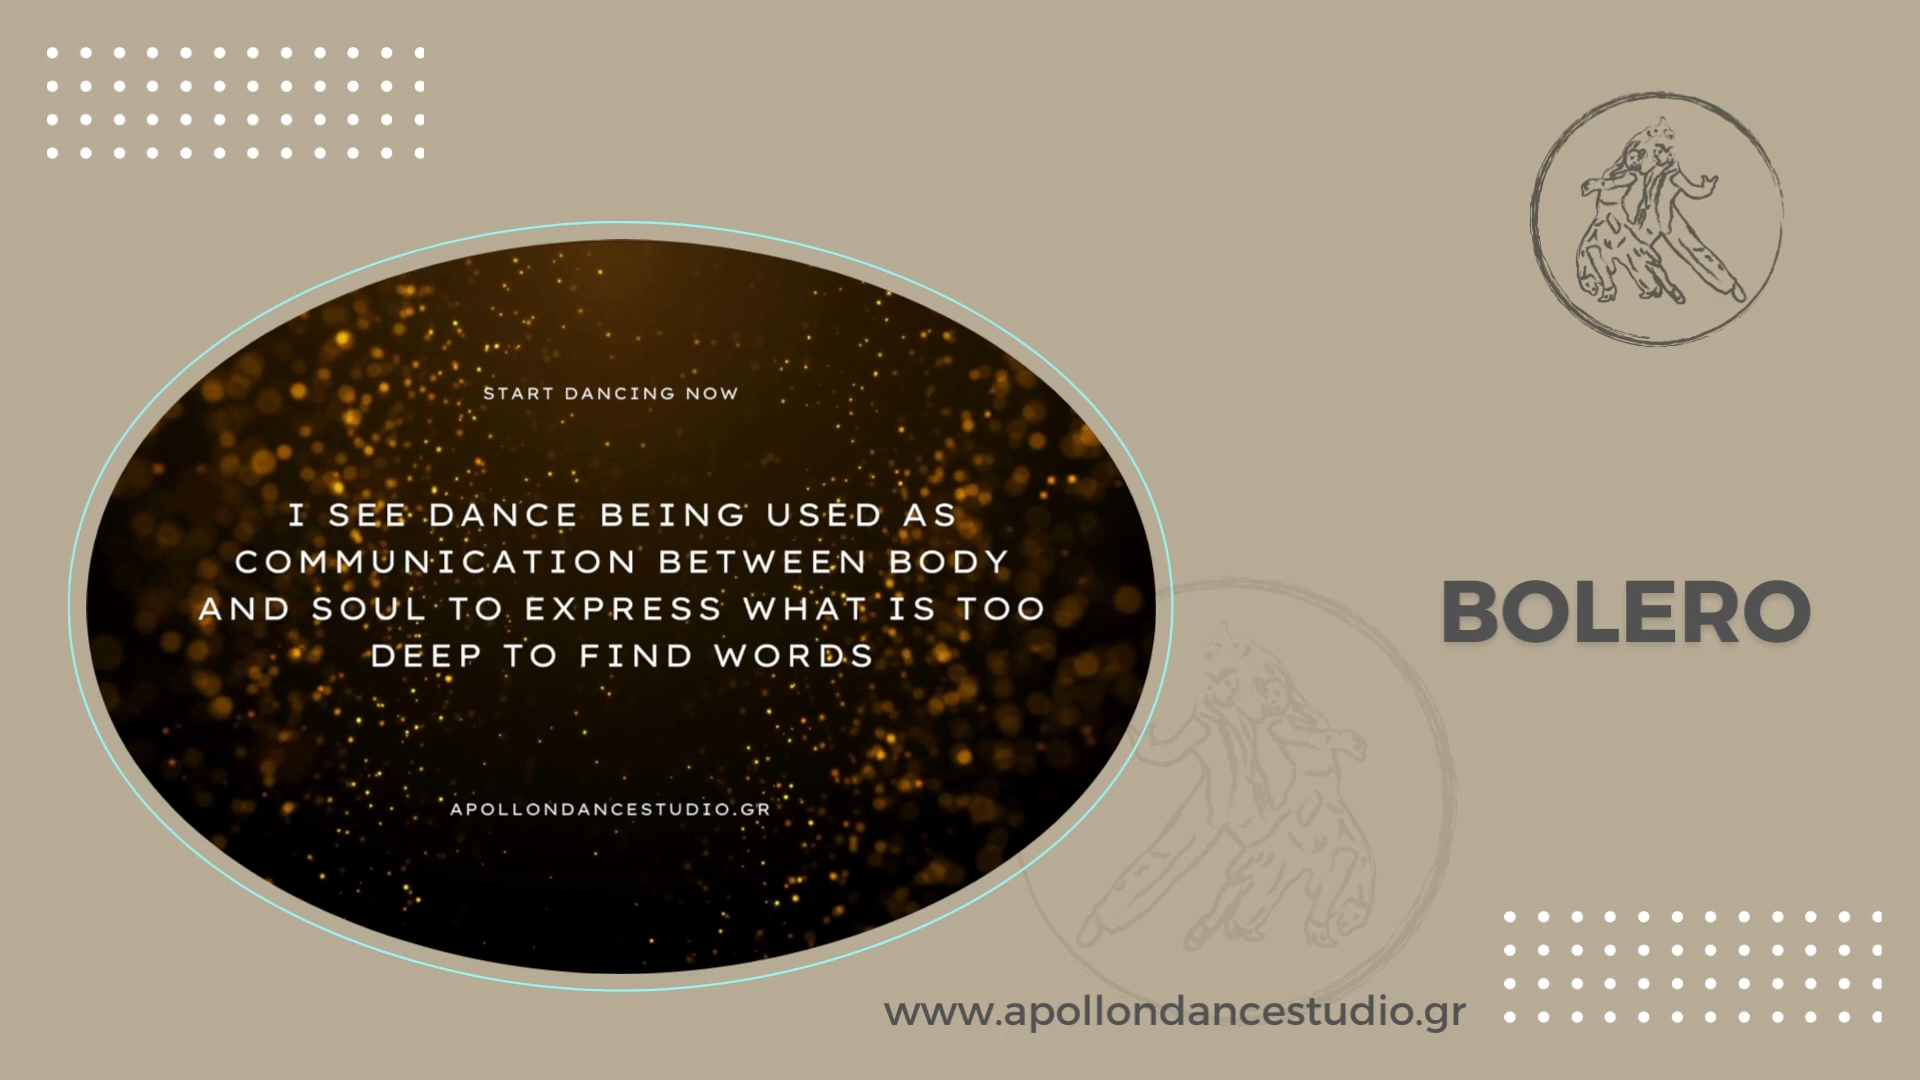 START DANCING NOW
I SEE DANCE BEING USED AS
COMMUNICATION BETWEEN BODY
AND SOUL TO EXPRESS WHAT IS TOO
DEEP TO FIND WORDS
APOLLONDANCESTUDIO.GR
BOLERO
www.apollondancestudio.gr